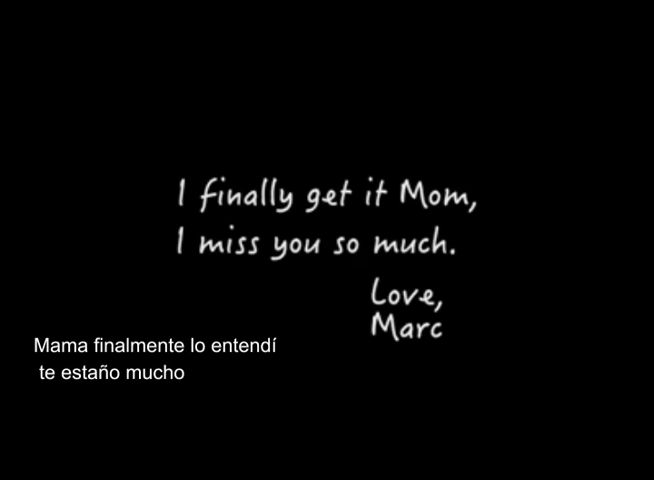 I finally get it Mom,
I miss you so much.
Love,
Marc
Mama finalmente lo entendí
te estaño mucho